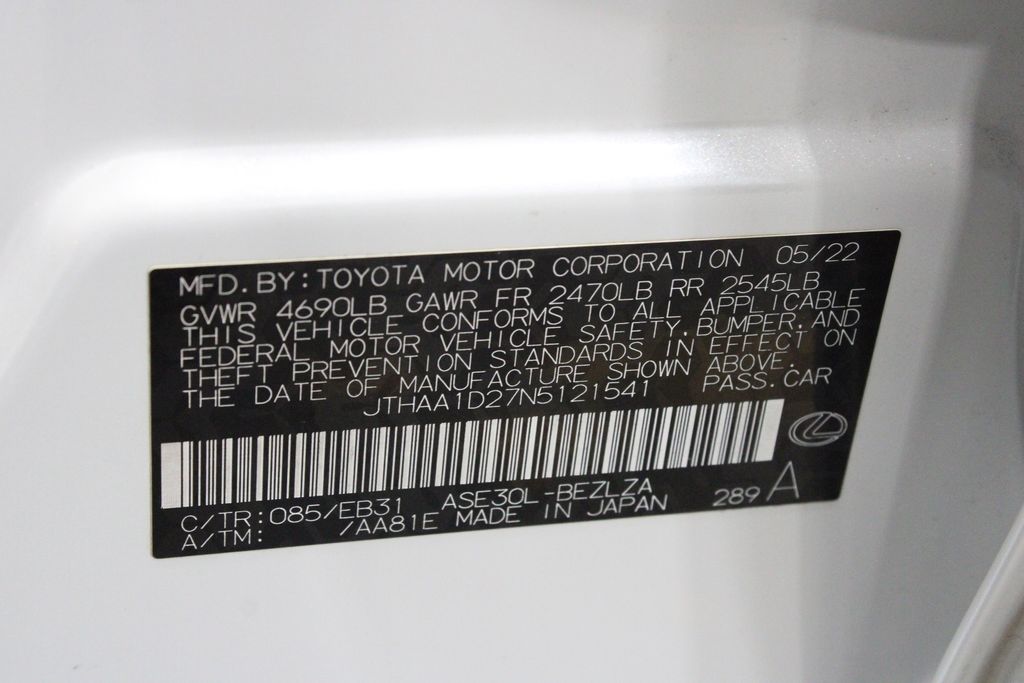 MFD. BY: TOYOTA MOTOR CORPORATION 05/22
GVWR 4690LB GAWR FR 2470LB RR 2545LB
THIS VEHICLE CONFORMS TO ALL APPLICABLE
FEDERAL MOTOR VEHICLE SAFETY, BUMPER, AND
THEFT PREVENTION STANDARDS IN EFFECT ON
THE DATE OF MANUFACTURE SHOWN ABOVE.
JTHAA1D27N5121541 PASS. CAR
C/TR: 085/EB31 ASE30L-BEZLZA
A/TM: /AA81E MADE IN JAPAN 289 A